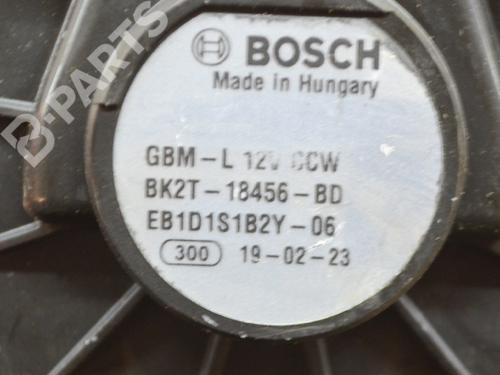 BOSCH
Made in Hungary
GBM-L 12V CCW
BK2T-18456-BD
EB1D1S1B2Y-06
300 19-02-23
B-PARTS